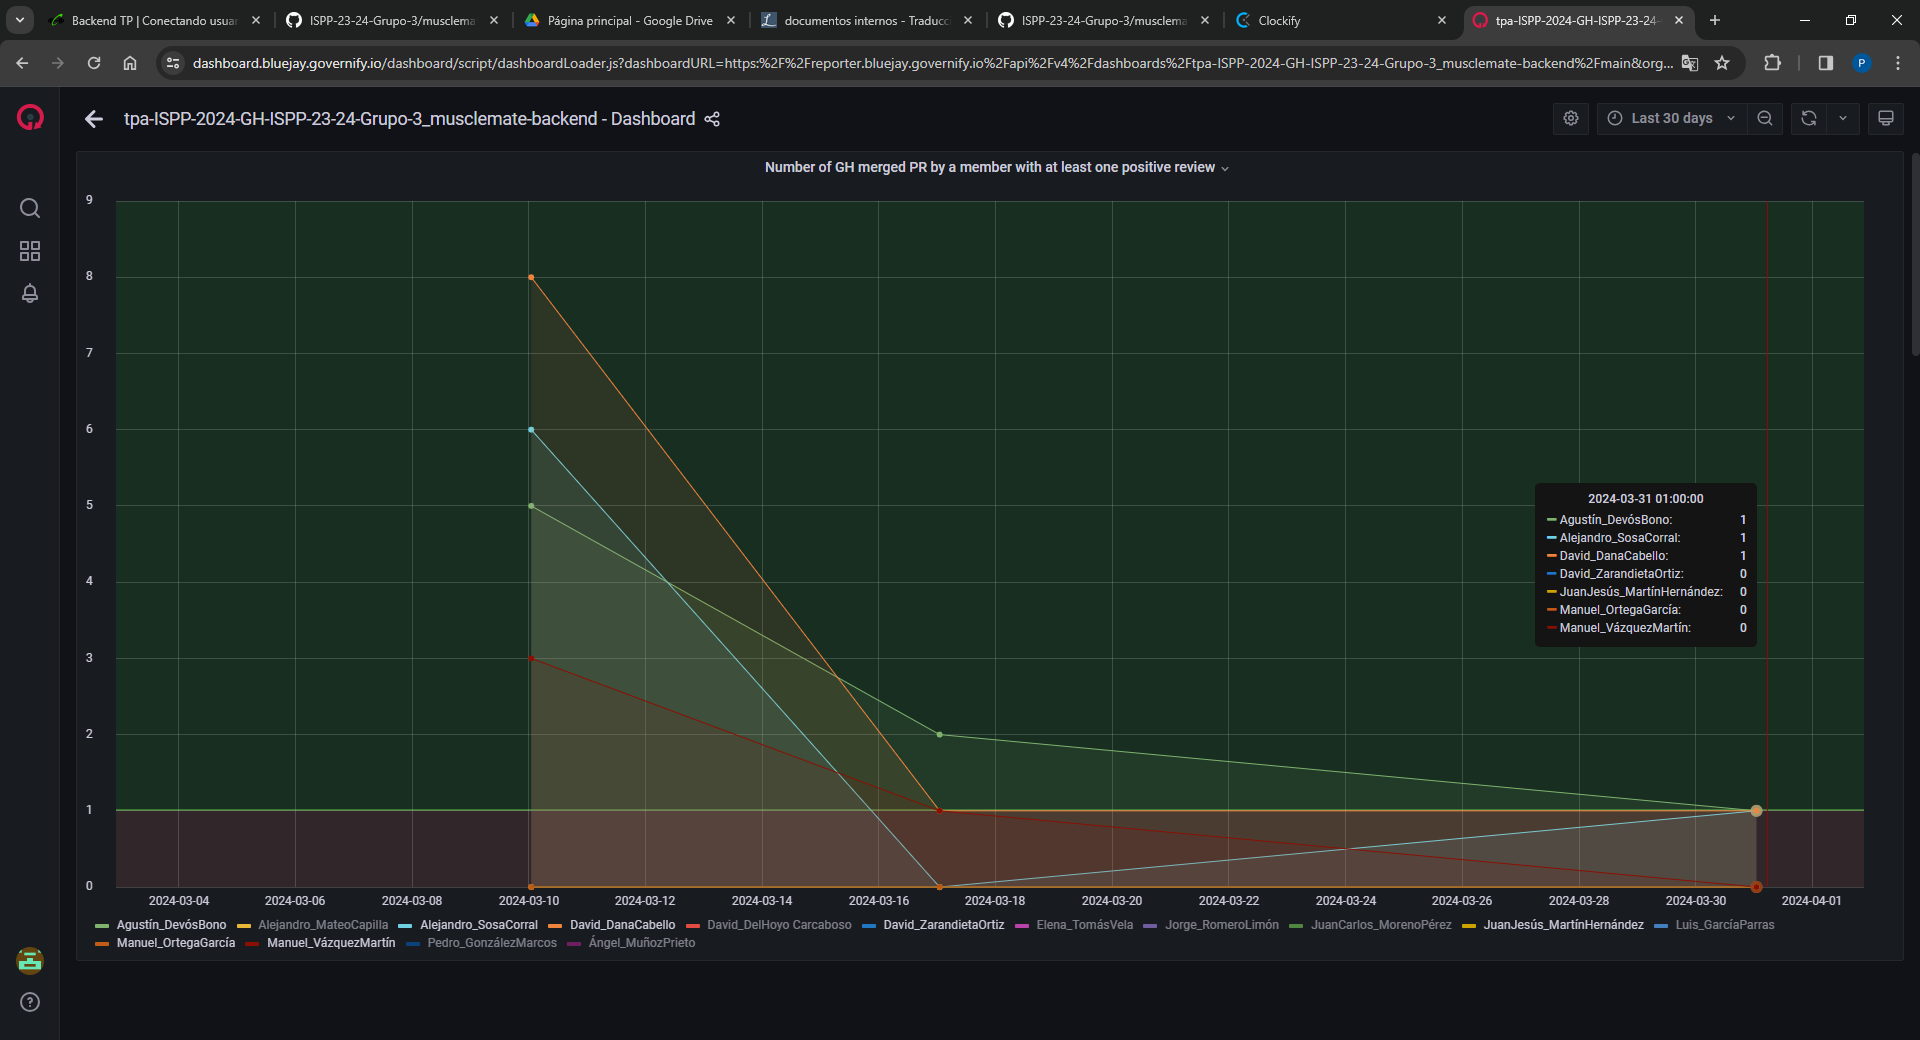 Backend TP | Conectando usuar
ISPP-23-24-Grupo-3/musclema
Página principal - Google Drive
documentos internos - Traducc
ISPP-23-24-Grupo-3/musclema
Clockify
tpa-ISPP-2024-GH-ISPP-23-24-
dashboard.bluejay.governify.io/dashboard/script/dashboardLoader.js?dashboardURL=https:%2F%2Freporter.bluejay.governify.io%2Fapi%2Fv4%2Fdashboards%2Ftpa-ISPP-2024-GH-ISPP-23-24-Grupo-3_musclemate-backend%2Fmain&org...
P
tpa-ISPP-2024-GH-ISPP-23-24-Grupo-3_musclemate-backend - Dashboard
Last 30 days
Number of GH merged PR by a member with at least one positive review
9
8
7
6
5
4
3
2
1
0
2024-03-31 01:00:00
Agustín_DevósBono: 1
Alejandro_SosaCorral: 1
David_DanaCabello: 1
David_ZarandietaOrtiz: 0
JuanJesús_MartínHernández: 0
Manuel_OrtegaGarcía: 0
Manuel_VázquezMartín: 0
2024-03-04 2024-03-06 2024-03-08 2024-03-10 2024-03-12 2024-03-14 2024-03-16 2024-03-18 2024-03-20 2024-03-22 2024-03-24 2024-03-26 2024-03-28 2024-03-30 2024-04-01
Agustín_DevósBono Alejandro_MateoCapilla Alejandro_SosaCorral David_DanaCabello David_DelHoyo Carcaboso David_ZarandietaOrtiz Elena_TomásVela Jorge_RomeroLimón JuanCarlos_MorenoPérez JuanJesús_MartínHernández Luis_GarcíaParras
Manuel_OrtegaGarcía Manuel_VázquezMartín Pedro_GonzálezMarcos Ángel_MuñozPrieto